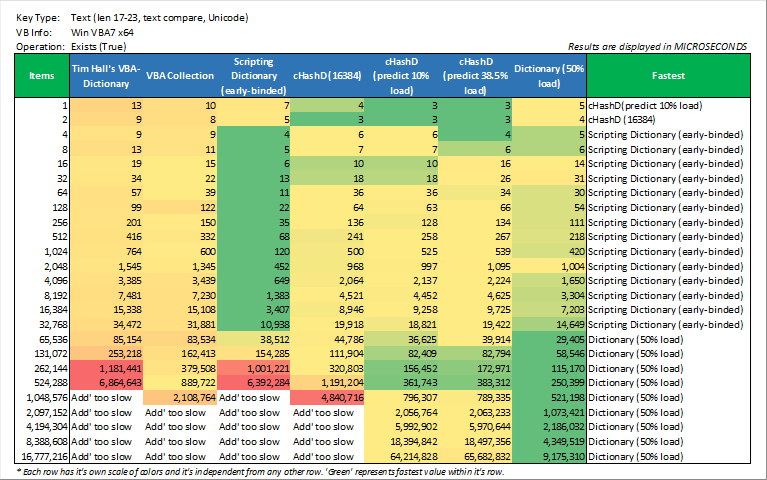 Key Type: Text (len 17-23, text compare, Unicode)
VB Info: Win VBA7 x64
Operation: Exists (True)
Results are displayed in MICROSECONDS
Items Tim Hall's VBA-Dictionary VBA Collection Scripting Dictionary (early-binded) cHashD (16384) cHashD (predict 10% load) cHashD (predict 38.5% load) Dictionary (50% load) Fastest
1 13 10 7 4 3 3 5 cHashD(predict 10% load)
2 9 8 5 3 3 3 4 cHashD (16384)
4 9 9 4 6 6 4 5 Scripting Dictionary (early-binded)
8 13 11 5 7 7 6 6 Scripting Dictionary (early-binded)
16 19 15 6 10 10 16 14 Scripting Dictionary (early-binded)
32 34 22 13 18 18 26 31 Scripting Dictionary (early-binded)
64 57 39 11 36 36 34 30 Scripting Dictionary (early-binded)
128 99 122 22 64 63 66 54 Scripting Dictionary (early-binded)
256 201 150 35 136 128 134 111 Scripting Dictionary (early-binded)
512 416 332 68 241 258 267 218 Scripting Dictionary (early-binded)
1,024 764 600 120 500 525 539 420 Scripting Dictionary (early-binded)
2,048 1,545 1,345 452 968 997 1,095 1,004 Scripting Dictionary (early-binded)
4,096 3,385 3,439 649 2,064 2,137 2,224 1,650 Scripting Dictionary (early-binded)
8,192 7,481 7,230 1,383 4,521 4,452 4,625 3,304 Scripting Dictionary (early-binded)
16,384 15,338 15,108 3,407 8,946 9,258 9,725 7,203 Scripting Dictionary (early-binded)
32,768 34,472 31,881 10,938 19,918 18,821 19,422 14,649 Scripting Dictionary (early-binded)
65,536 85,154 83,534 38,512 44,786 36,625 39,914 29,405 Dictionary (50% load)
131,072 253,218 162,413 154,285 111,904 82,409 82,794 58,546 Dictionary (50% load)
262,144 1,181,441 379,508 1,001,221 320,803 156,452 172,971 115,170 Dictionary (50% load)
524,288 6,864,643 889,722 6,392,284 1,191,204 361,743 383,312 250,399 Dictionary (50% load)
1,048,576 Add' too slow 2,108,764 Add' too slow 4,840,716 796,307 789,335 521,198 Dictionary (50% load)
2,097,152 Add' too slow Add' too slow Add' too slow Add' too slow 2,056,764 2,063,233 1,073,421 Dictionary (50% load)
4,194,304 Add' too slow Add' too slow Add' too slow Add' too slow 5,992,902 5,970,644 2,186,032 Dictionary (50% load)
8,388,608 Add' too slow Add' too slow Add' too slow Add' too slow 18,394,842 18,497,356 4,349,519 Dictionary (50% load)
16,777,216 Add' too slow Add' too slow Add' too slow Add' too slow 64,214,828 65,682,832 9,175,310 Dictionary (50% load)
* Each row has it's own scale of colors and it's independent from any other row. 'Green' represents fastest value within it's row.